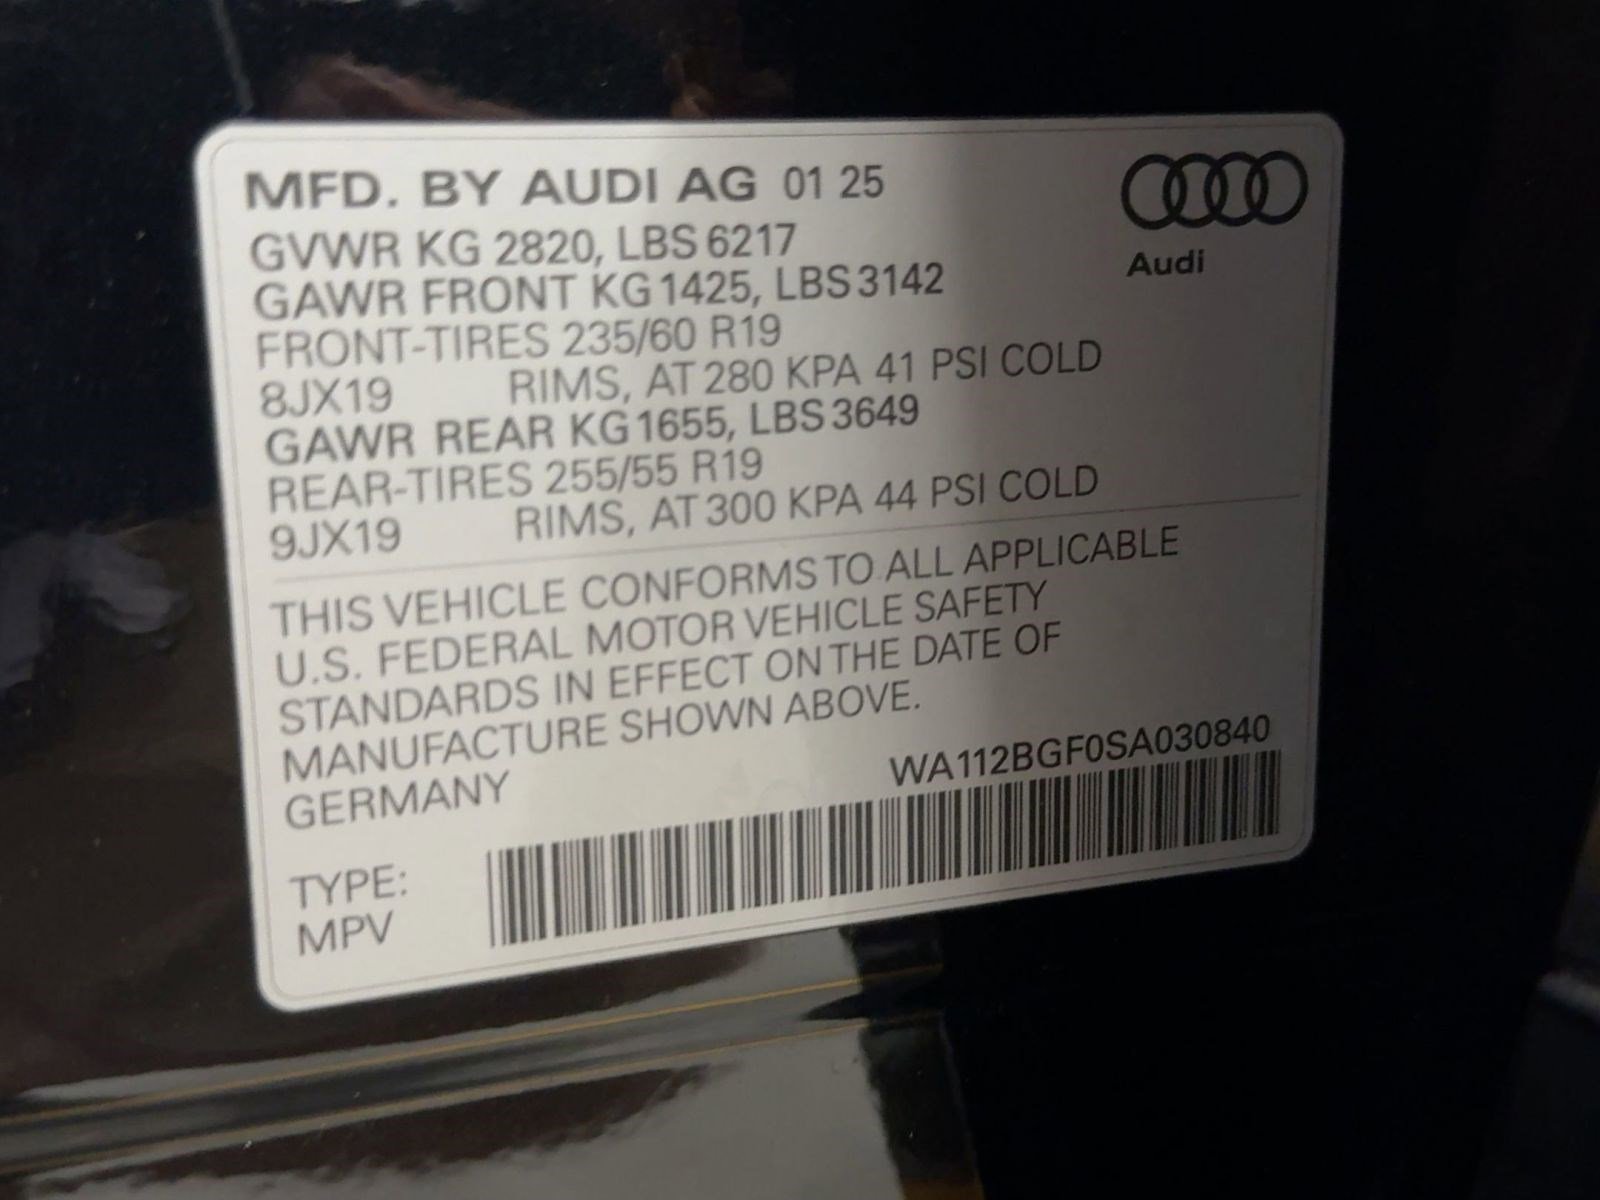 MFD. BY AUDI AG 01 25
GVWR KG 2820, LBS 6217
GAWR FRONT KG 1425, LBS 3142
FRONT-TIRES 235/60 R19
8JX19 RIMS, AT 280 KPA 41 PSI COLD
GAWR REAR KG 1655, LBS 3649
REAR-TIRES 255/55 R19
9JX19 RIMS, AT 300 KPA 44 PSI COLD
Audi
THIS VEHICLE CONFORMS TO ALL APPLICABLE
U.S. FEDERAL MOTOR VEHICLE SAFETY
STANDARDS IN EFFECT ON THE DATE OF
MANUFACTURE SHOWN ABOVE.
GERMANY
WA112BGF0SA030840
TYPE:
MPV